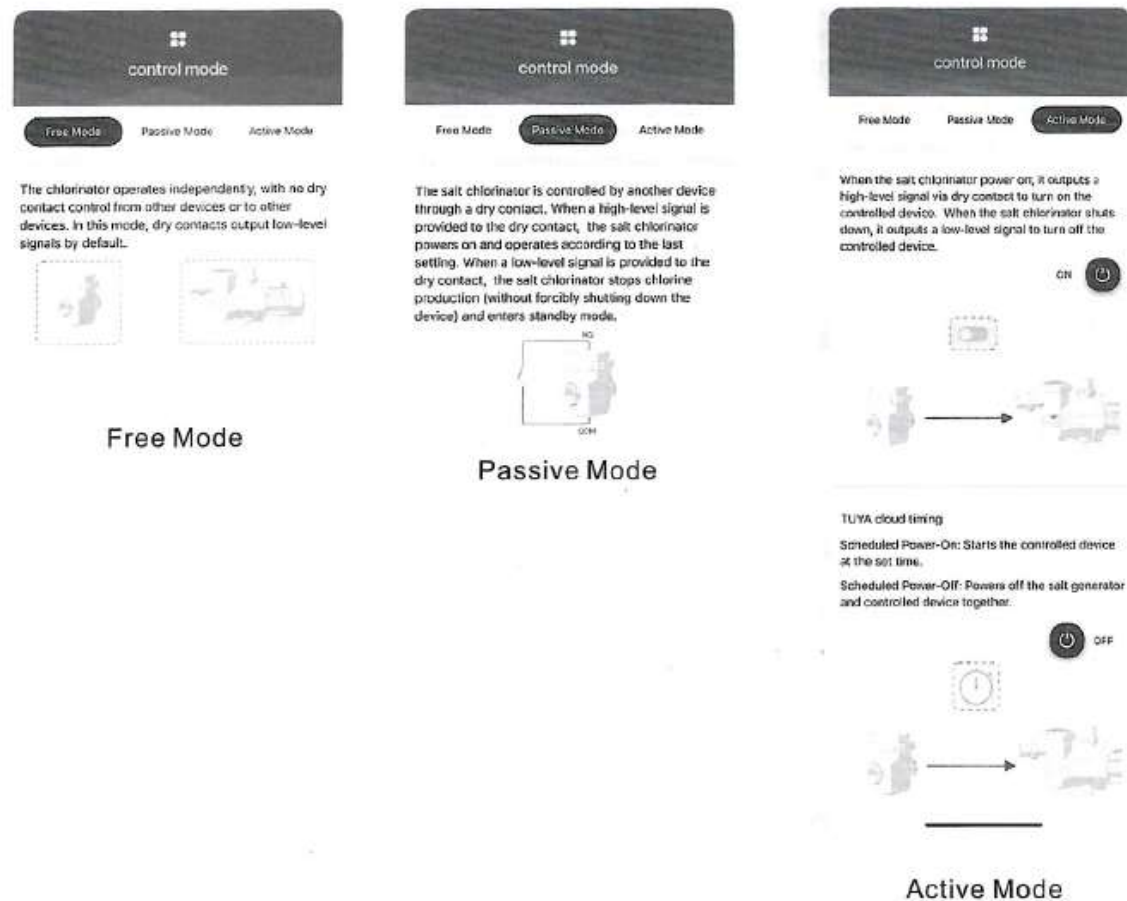 control mode
Free Mode Passive Mode Active Mode
The chlorinator operates independently, with no dry
contact control from other devices or to other
devices. In this mode, dry contacts output low-level
signals by default.
Free Mode
control mode
Free Mode Passive Mode Active Mode
The salt chlorinator is controlled by another device
through a dry contact. When a high-level signal is
provided to the dry contact, the salt chlorinator
powers on and operates according to the last
setting. When a low-level signal is provided to the
dry contact, the salt chlorinator stops chlorine
production (without forcibly shutting down the
device) and enters standby mode.
COM
Passive Mode
control mode
Free Mode Passive Mode Active Mode
When the salt chlorinator power on, it outputs a
high-level signal via dry contact to turn on the
controlled device. When the salt chlorinator shuts
down, it outputs a low-level signal to turn off the
controlled device.
ON
TUYA cloud timing
Scheduled Power-On: Starts the controlled device
at the set time.
Scheduled Power-Off: Powers off the salt generator
and controlled device together.
OFF
Active Mode